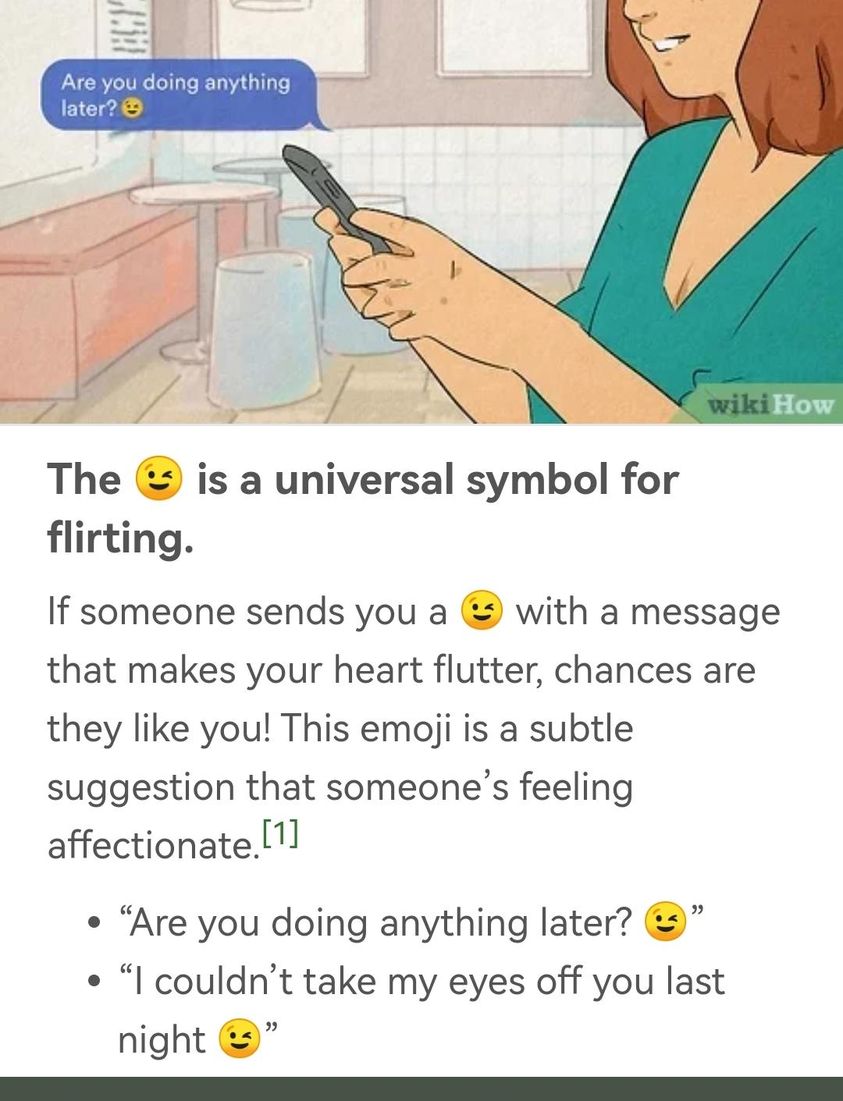 Are you doing anything
later?😉
wikiHow
The 😉 is a universal symbol for
flirting.
If someone sends you a 😉 with a message
that makes your heart flutter, chances are
they like you! This emoji is a subtle
suggestion that someone’s feeling
affectionate.[1]
• “Are you doing anything later? 😉”
• “I couldn’t take my eyes off you last
night 😉”